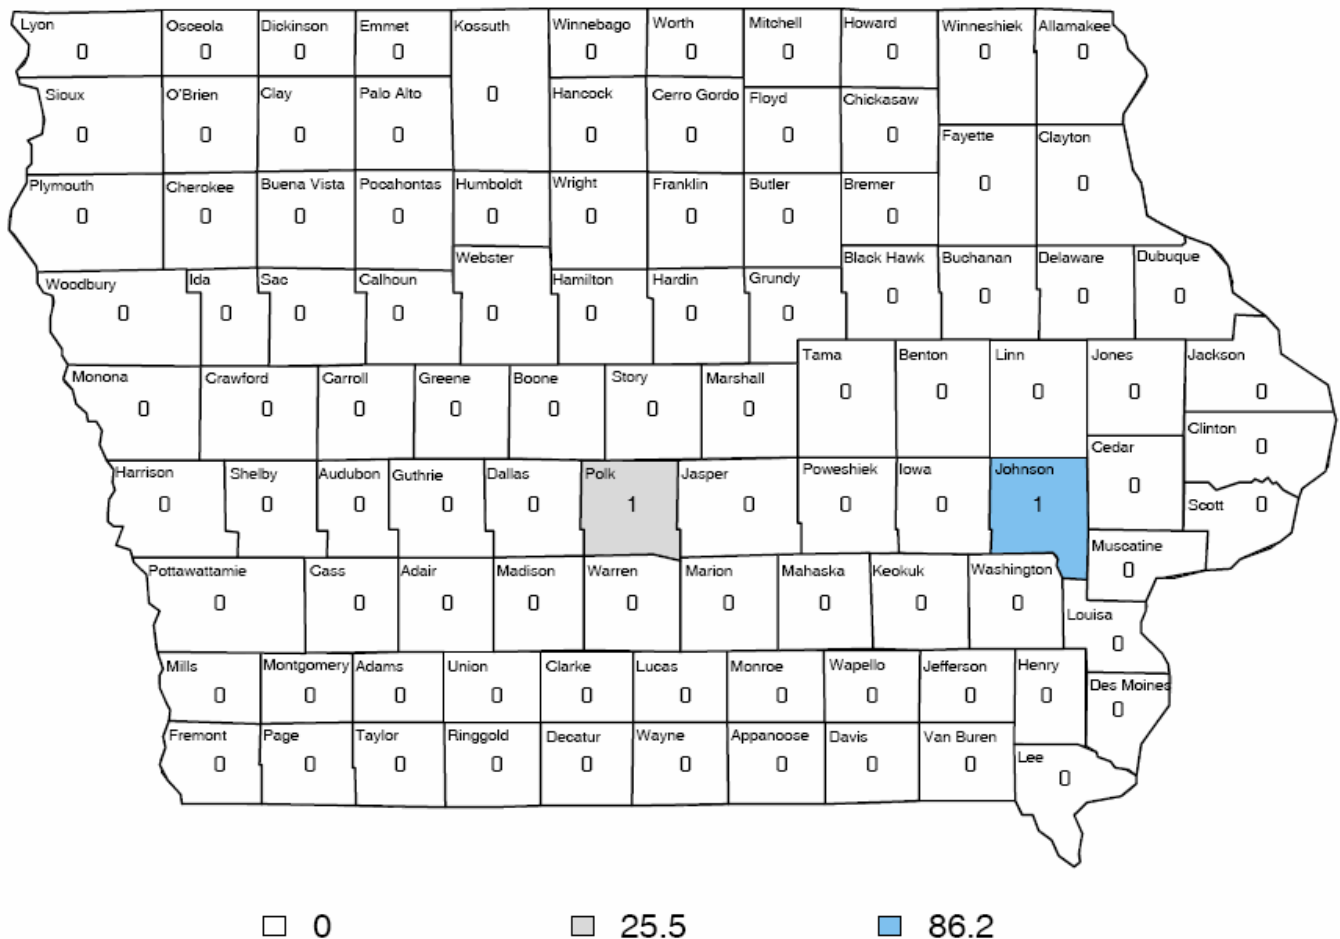 Lyon Osceola Dickinson Emmet Kossuth Winnebago Worth Mitchell Howard Winneshiek Allamakee
0 0 0 0 0 0 0 0 0 0
Sioux O'Brien Clay Palo Alto Hancock Cerro Gordo Floyd Chickasaw
0
0 0 0 0 0 0 0 0
Fayette Clayton
Plymouth Cherokee Buena Vista Pocahontas Humboldt Wright Franklin Butler Bremer
0 0
0 0 0 0 0 0 0 0 0
Webster Black Hawk Buchanan Delaware Dubuque
Woodbury Ida Sac Calhoun Hamilton Hardin Grundy
0 0 0 0
0 0 0 0 0 0 0 0
Tama Benton Linn Jones Jackson
Monona Crawford Carroll Greene Boone Story Marshall
0 0 0 0 0
0 0 0 0 0 0 0
Clinton
Cedar 0
Harrison Shelby Audubon Guthrie Dallas Polk Jasper Poweshiek Iowa Johnson
0
0 0 0 0 0 1 0 0 0 1 Scott 0
Muscatine
Pottawattamie Cass Adair Madison Warren Marion Mahaska Keokuk Washington 0
0 0 0 0 0 0 0 0 0
Louisa
0
Mills Montgomery Adams Union Clarke Lucas Monroe Wapello Jefferson Henry
Des Moines
0 0 0 0 0 0 0 0 0 0
0
Fremont Page Taylor Ringgold Decatur Wayne Appanoose Davis Van Buren
Lee
0 0 0 0 0 0 0 0 0
0
0 25.5 86.2